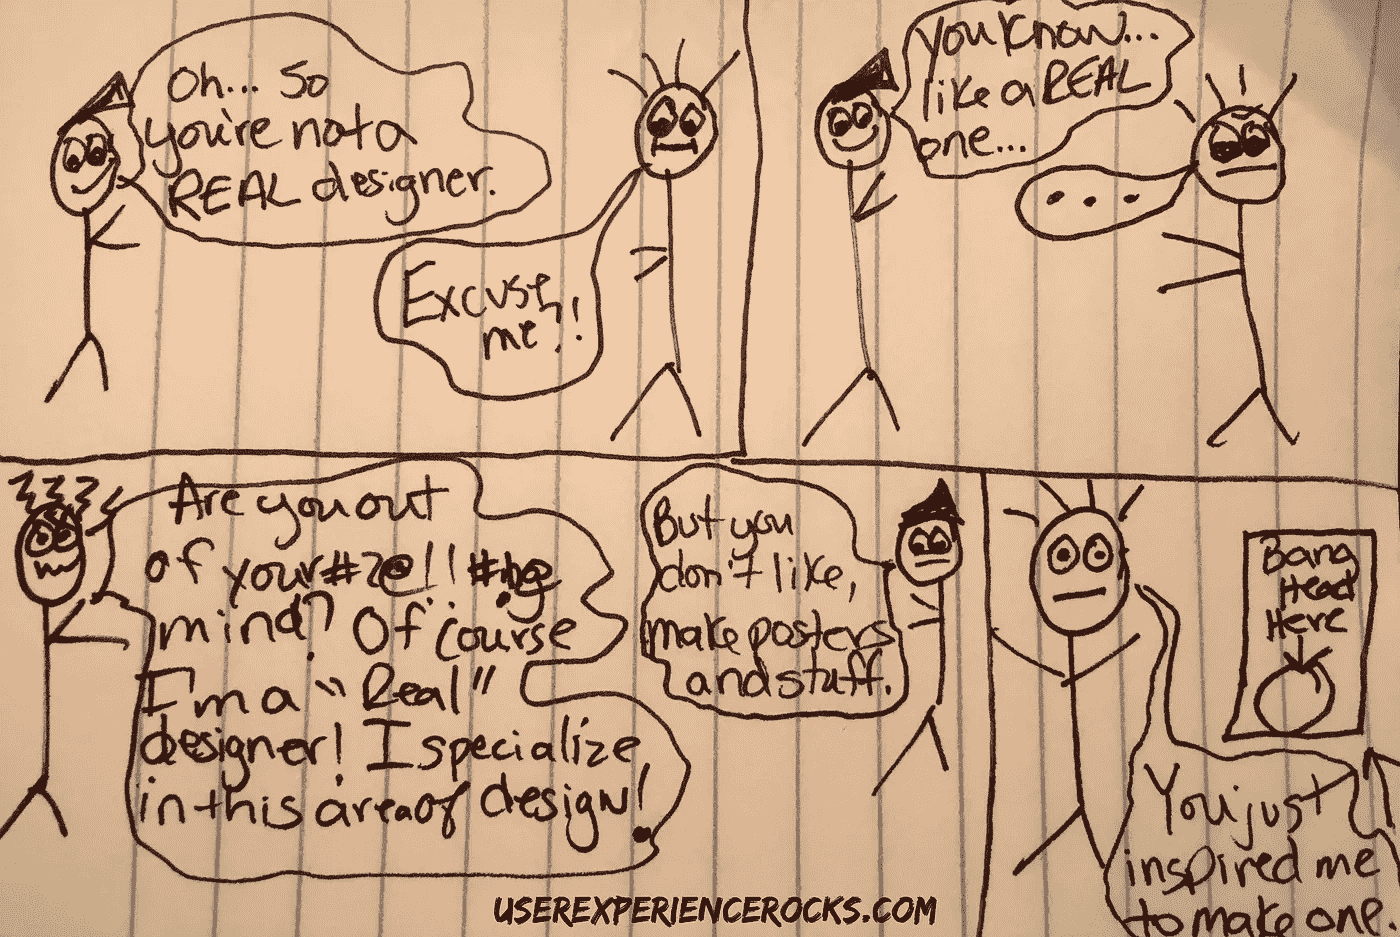 Oh... So
you're not a
REAL designer.
Excuse
me?!
You know...
like a REAL
one...
...
Are you out
of your #?@!!#!g@
mind? Of course
I'm a "Real"
designer! I specialize
in this area of design!
But you
don't like,
make posters
and stuff.
Bang
Head
Here
You just
inspired me
to make one.
USEREXPERIENCEROCKS.COM